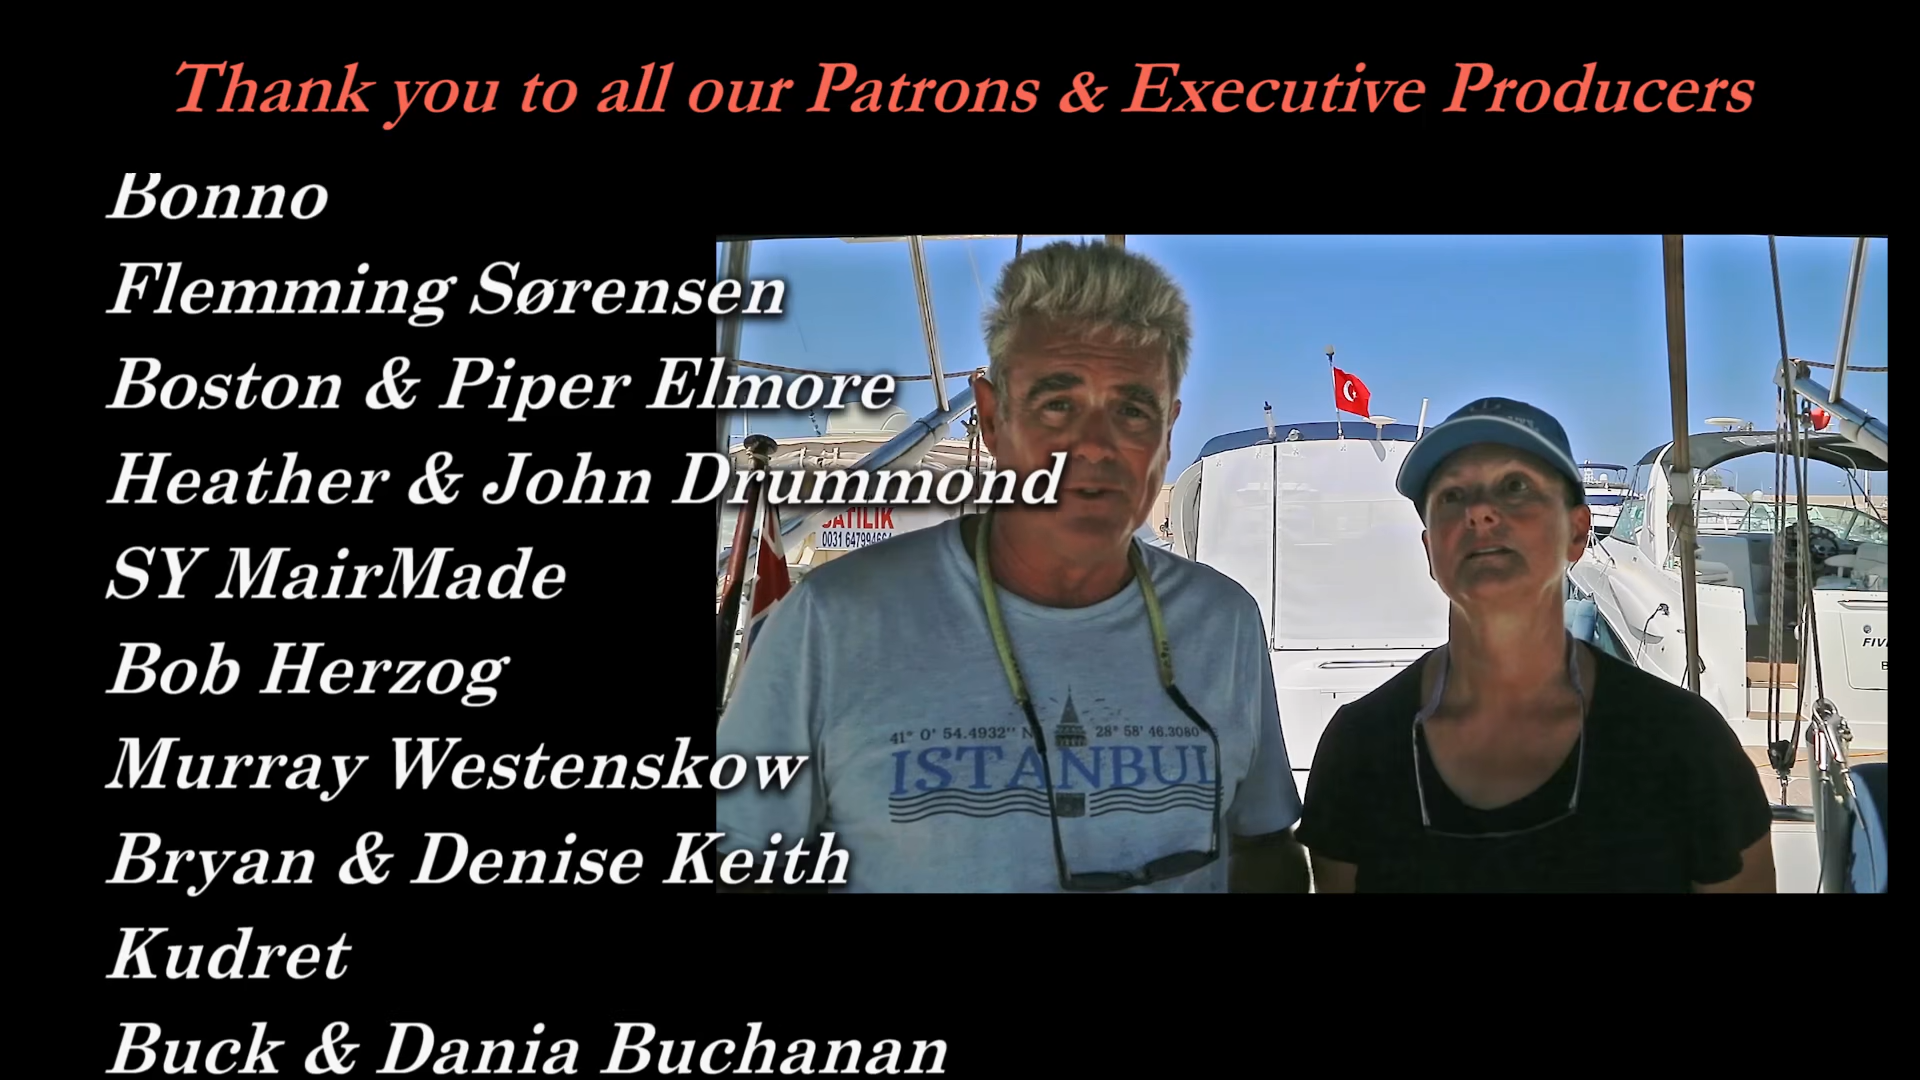 Thank you to all our Patrons & Executive Producers
Bonno
Flemming Sørensen
Boston & Piper Elmore
Heather & John Drummond
SY MairMade
Bob Herzog
Murray Westenskow
Bryan & Denise Keith
Kudret
Buck & Dania Buchanan
SATILIK
41° 0' 54.4932'' N
28° 58' 46.3080"
ISTANBUL